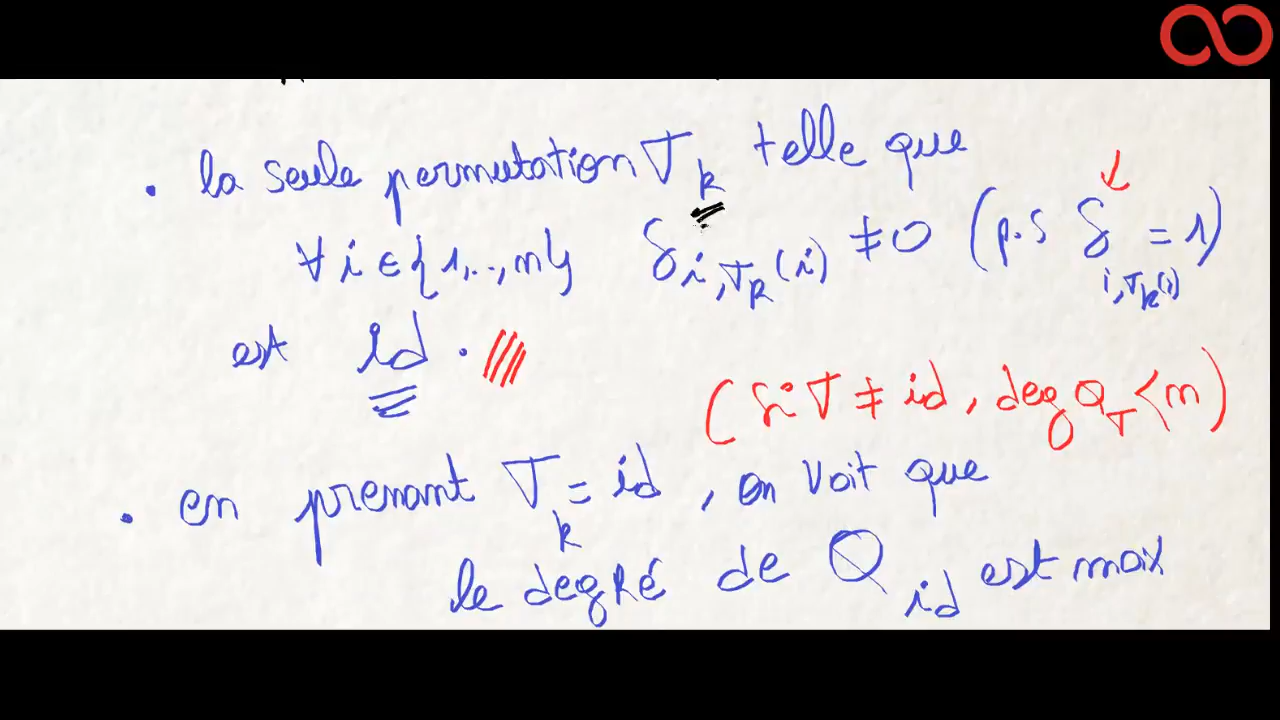 . la seule permutation σ_k telle que
∀ i ∈ {1,..,n} δ_{i,σ_k(i)} ≠ 0 (p.s δ_{i,σ_k(i)} = 1)
est id .
(si σ ≠ id, deg Q_σ < n)
. en prenant σ_k = id, on voit que
le degré de Q_id est max